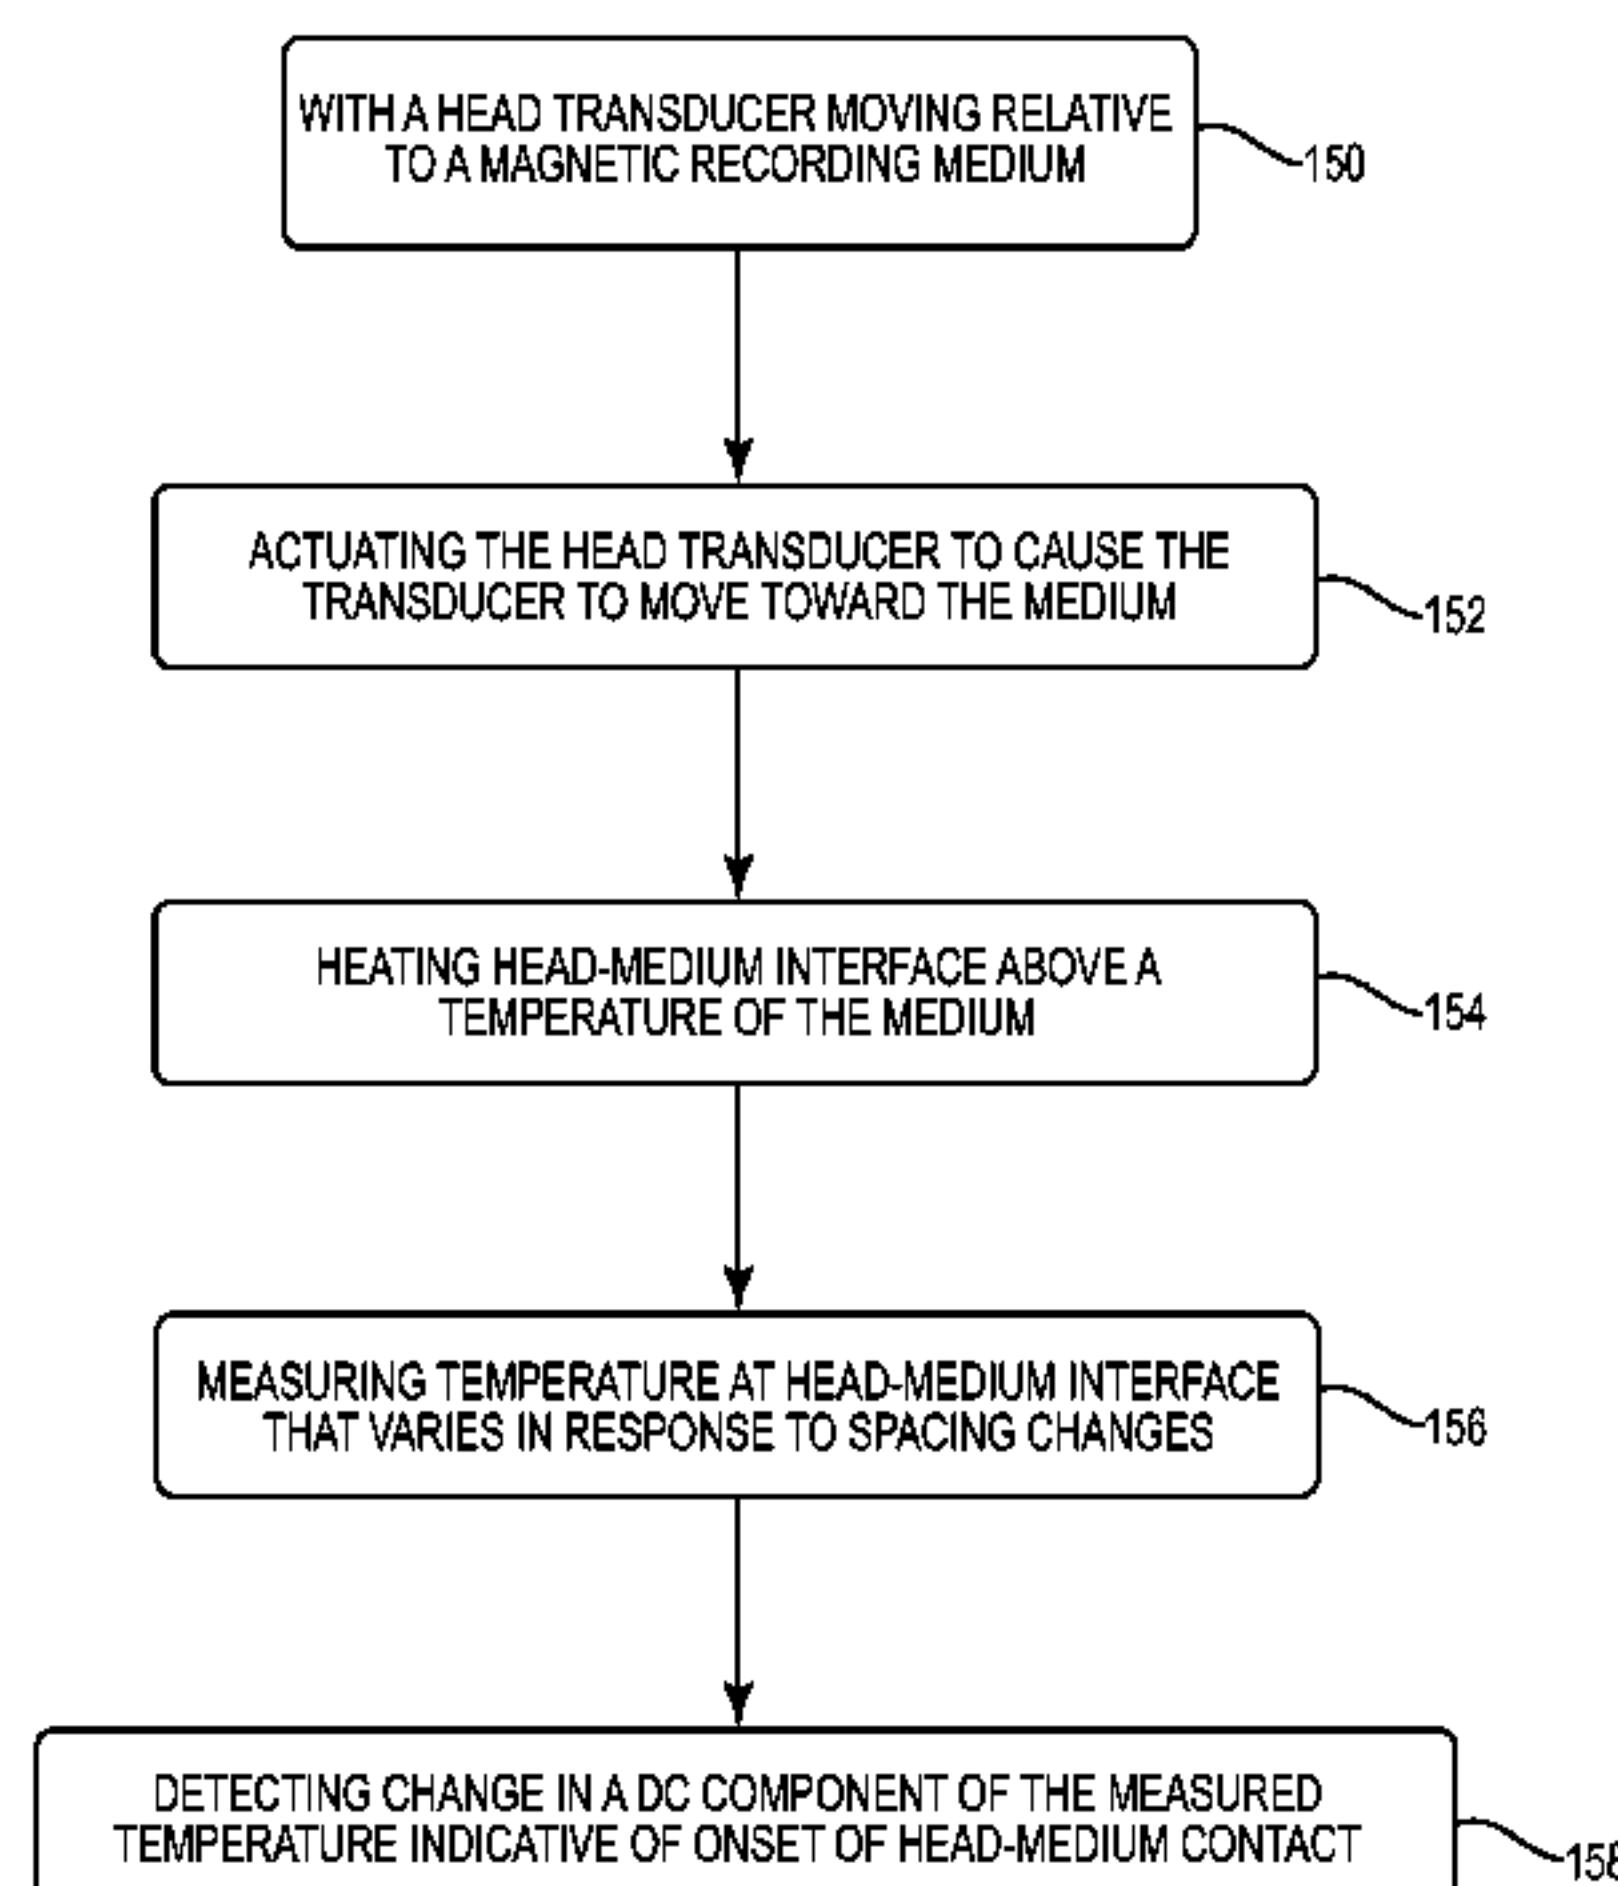 WITH A HEAD TRANSDUCER MOVING RELATIVE
TO A MAGNETIC RECORDING MEDIUM
150
ACTUATING THE HEAD TRANSDUCER TO CAUSE THE
TRANSDUCER TO MOVE TOWARD THE MEDIUM
152
HEATING HEAD-MEDIUM INTERFACE ABOVE A
TEMPERATURE OF THE MEDIUM
154
MEASURING TEMPERATURE AT HEAD-MEDIUM INTERFACE
THAT VARIES IN RESPONSE TO SPACING CHANGES
156
DETECTING CHANGE IN A DC COMPONENT OF THE MEASURED
TEMPERATURE INDICATIVE OF ONSET OF HEAD-MEDIUM CONTACT
158